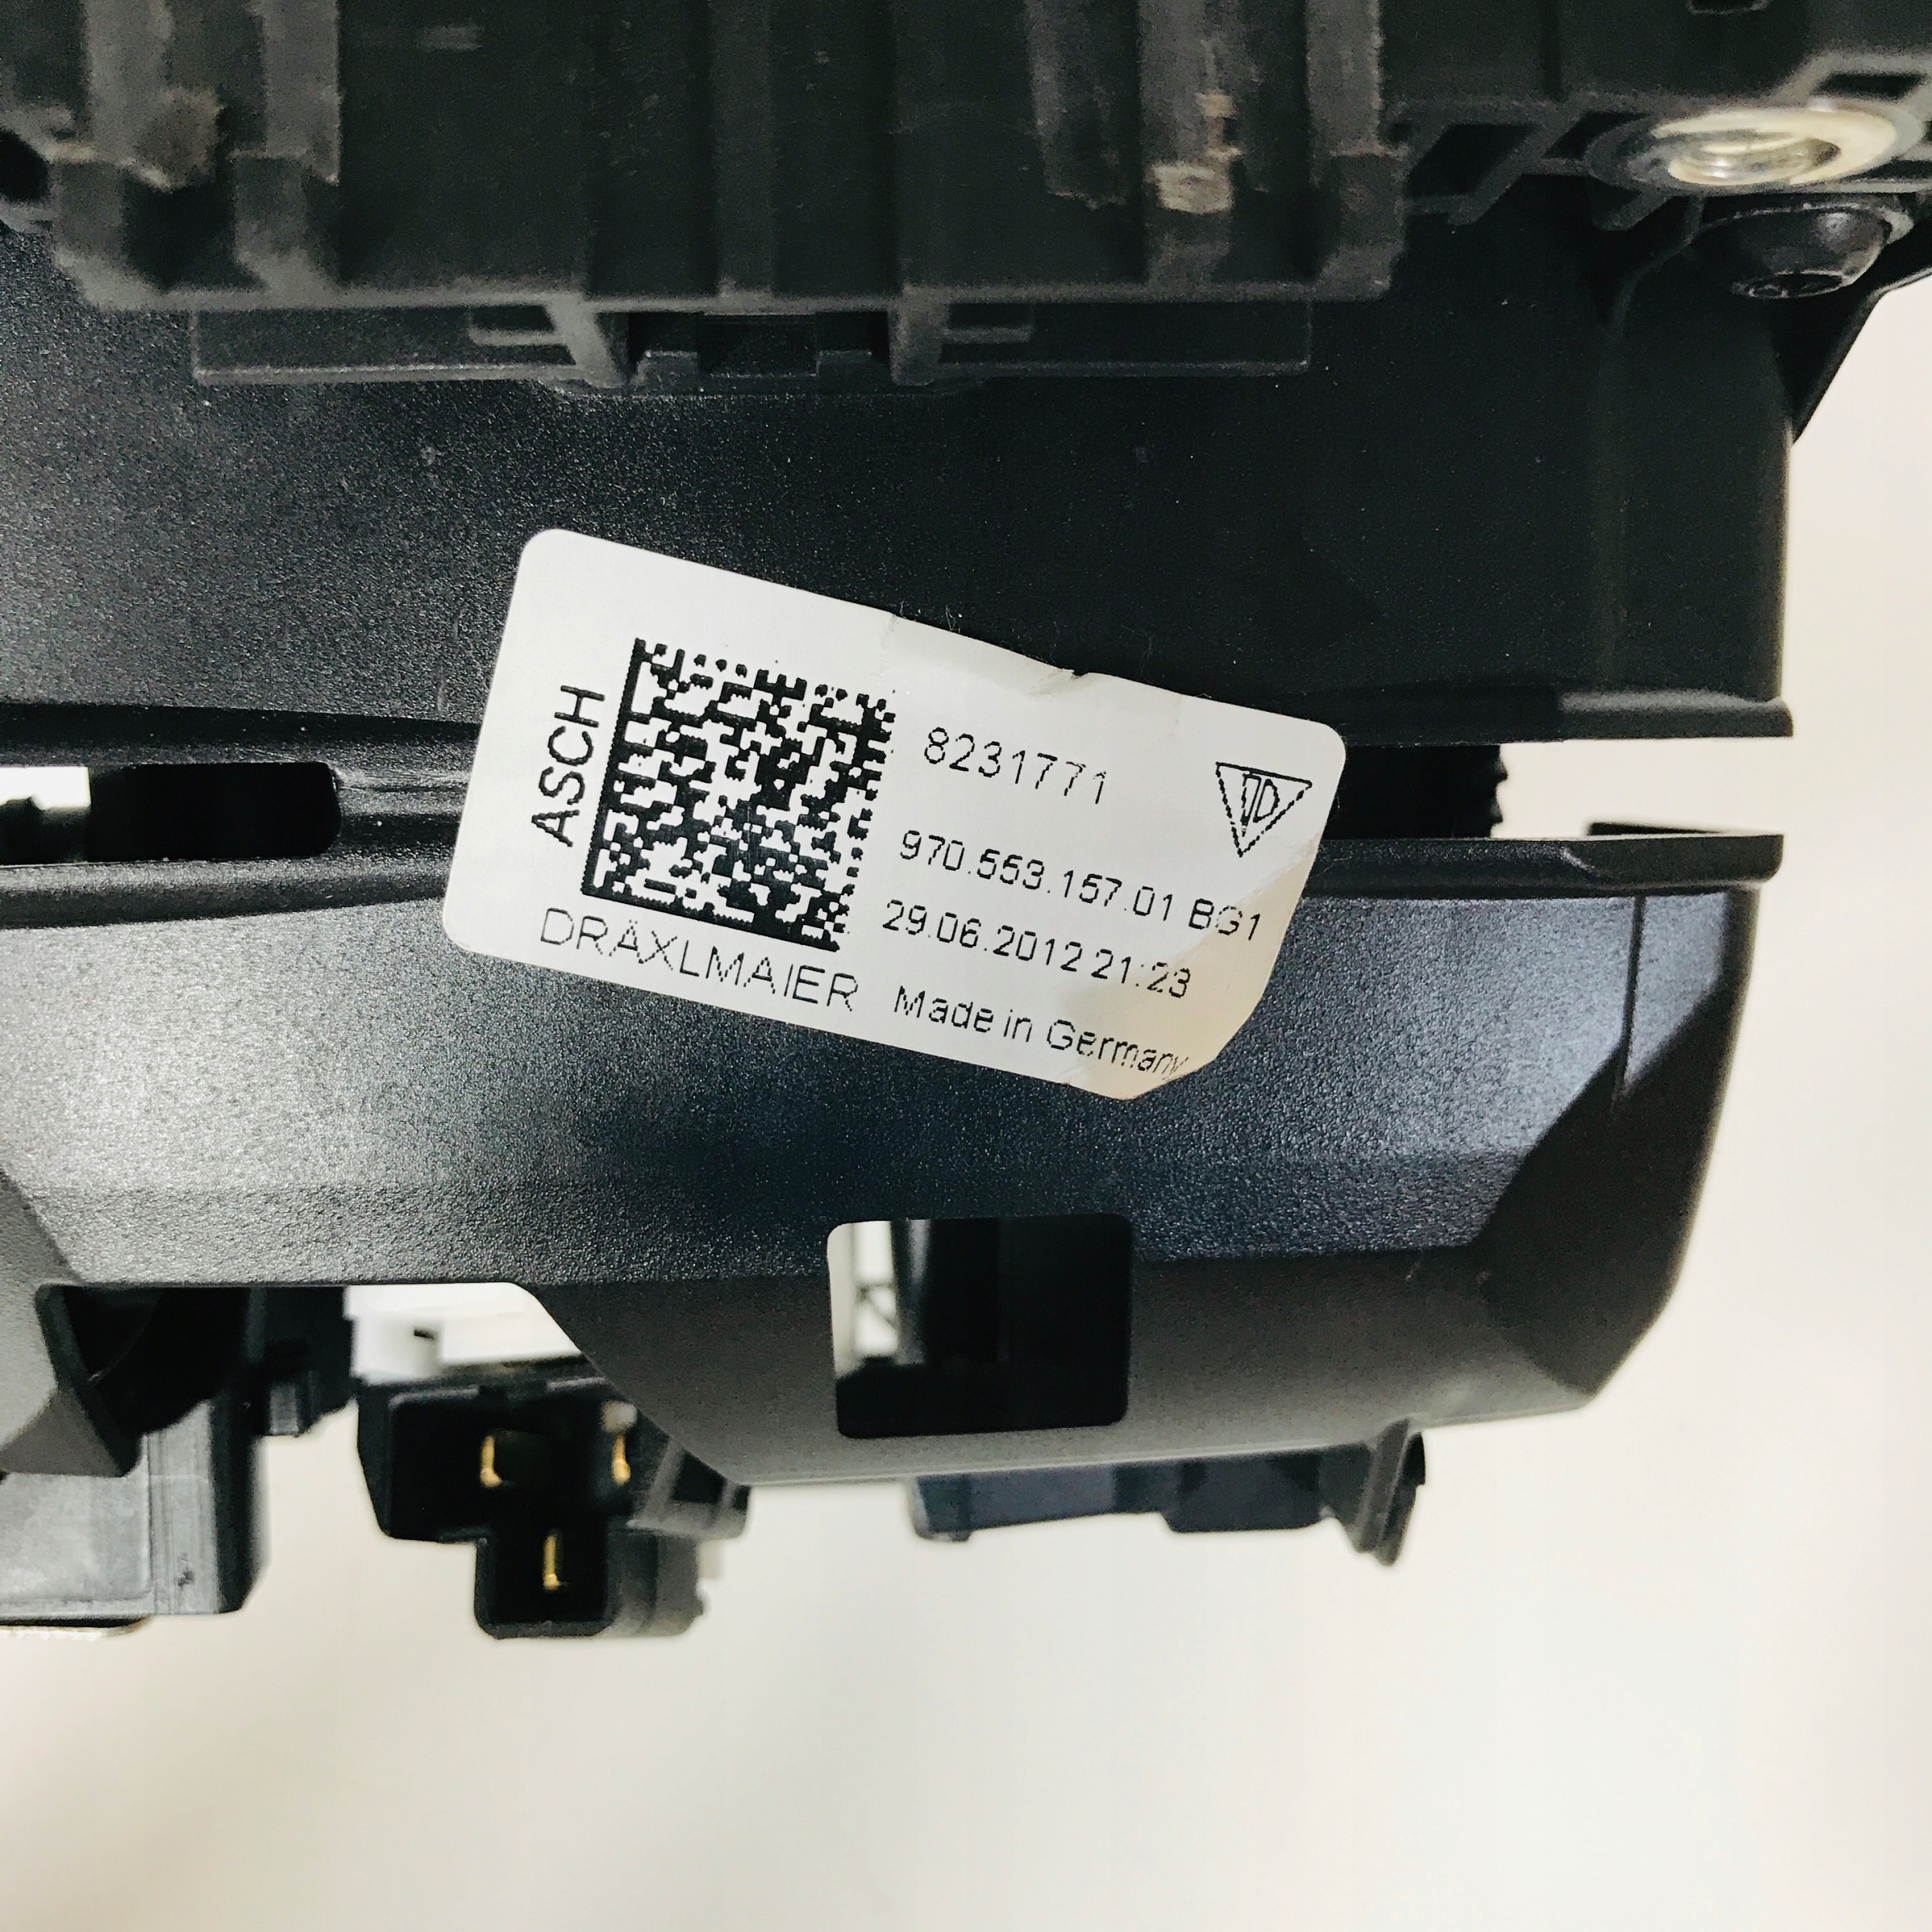 ASCH
8231771
970.553.157.01 BG1
29.06.2012 21:23
DRÄXLMAIER Made in Germany